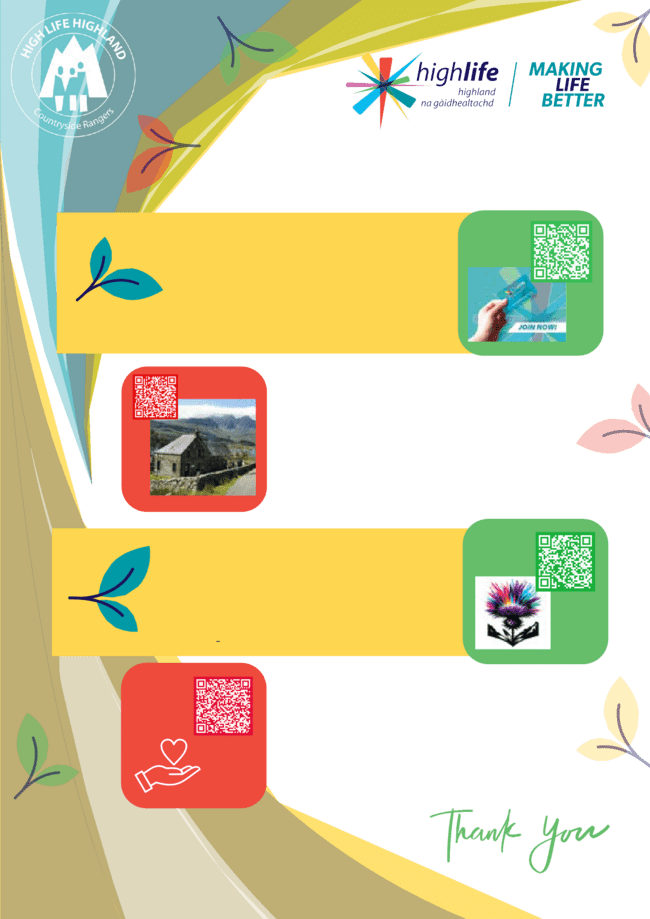 HIGH LIFE HIGHLAND
Countryside Rangers
highlife
highland
na gàidhealtachd
MAKING
LIFE
BETTER
JOIN NOW!
Thank You